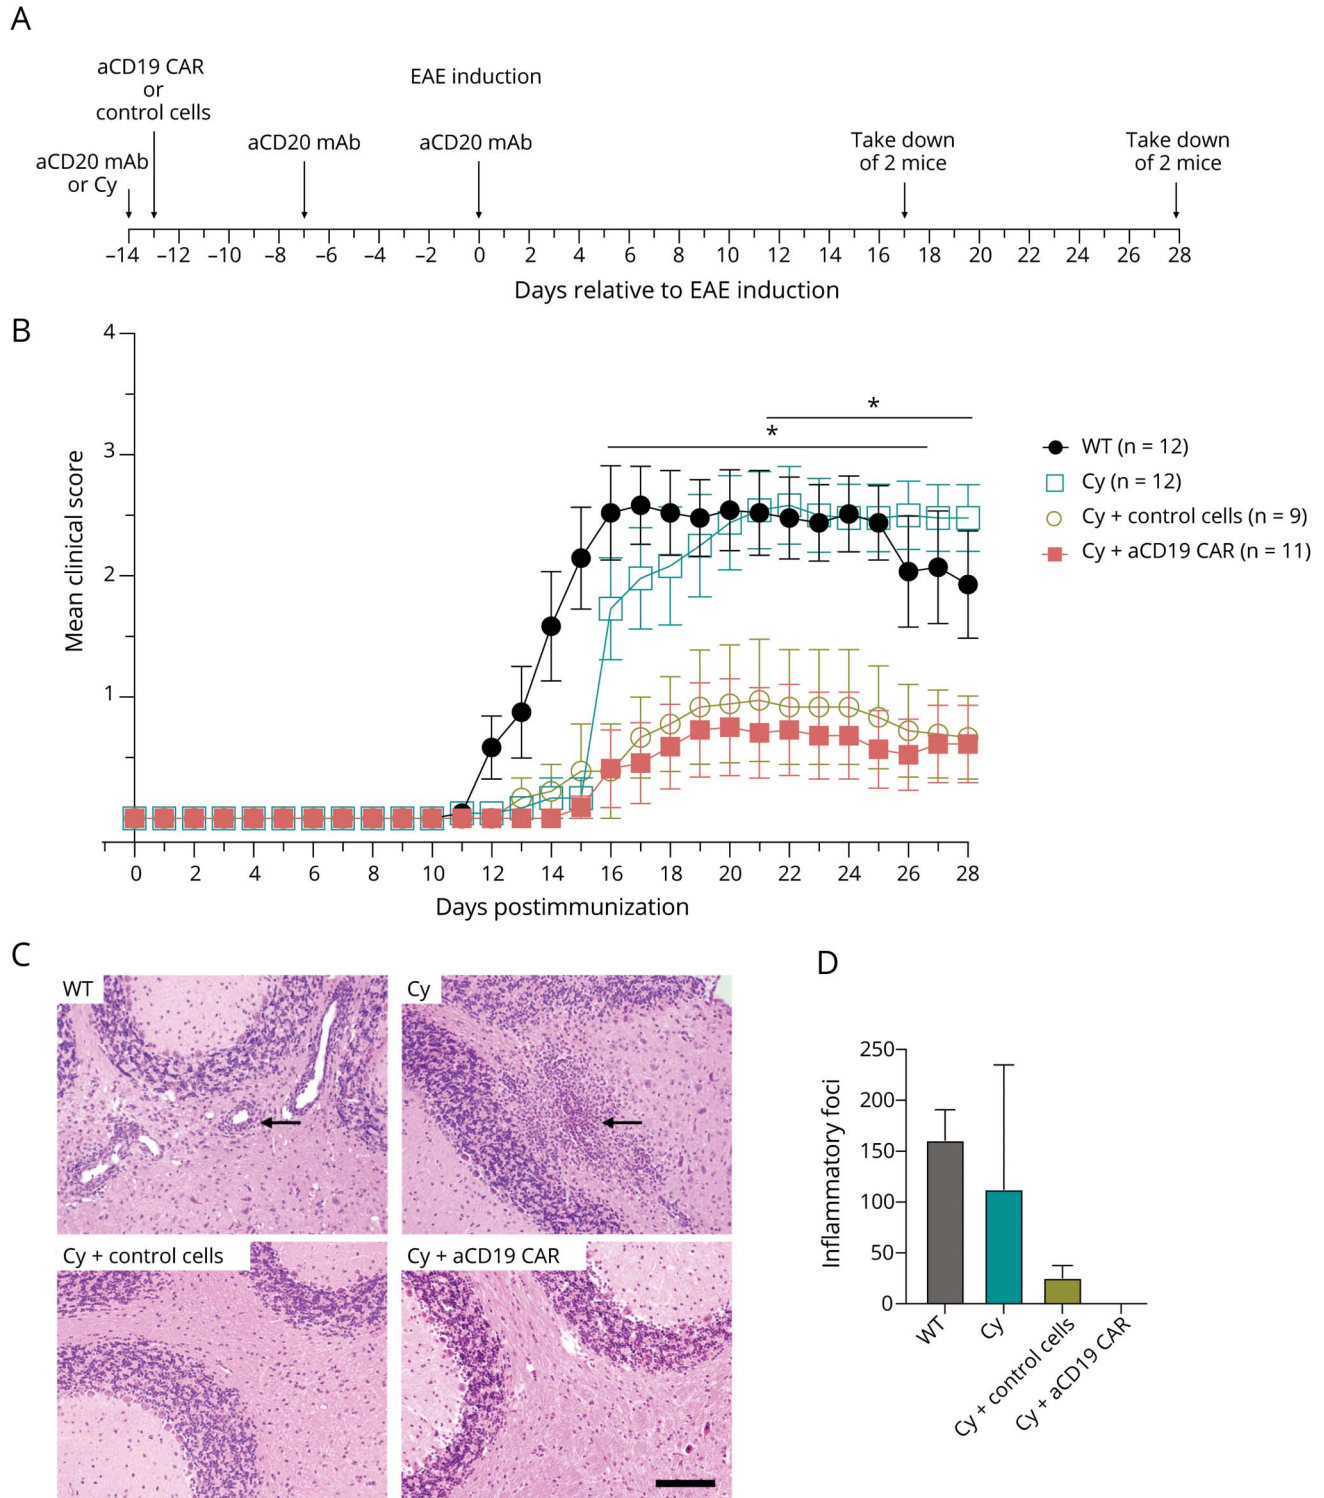 A
aCD19 CAR
or
control cells
EAE induction
aCD20 mAb
or Cy
aCD20 mAb
aCD20 mAb
Take down
of 2 mice
Take down
of 2 mice
–14 –12 –10 –8 –6 –4 –2 0 2 4 6 8 10 12 14 16 18 20 22 24 26 28
Days relative to EAE induction
B
4
3
2
1
Mean clinical score
*
*
WT (n = 12)
Cy (n = 12)
Cy + control cells (n = 9)
Cy + aCD19 CAR (n = 11)
0 2 4 6 8 10 12 14 16 18 20 22 24 26 28
Days postimmunization
C
WT
Cy
Cy + control cells
Cy + aCD19 CAR
D
250
200
150
100
50
0
Inflammatory foci
WT
Cy
Cy + control cells
Cy + aCD19 CAR